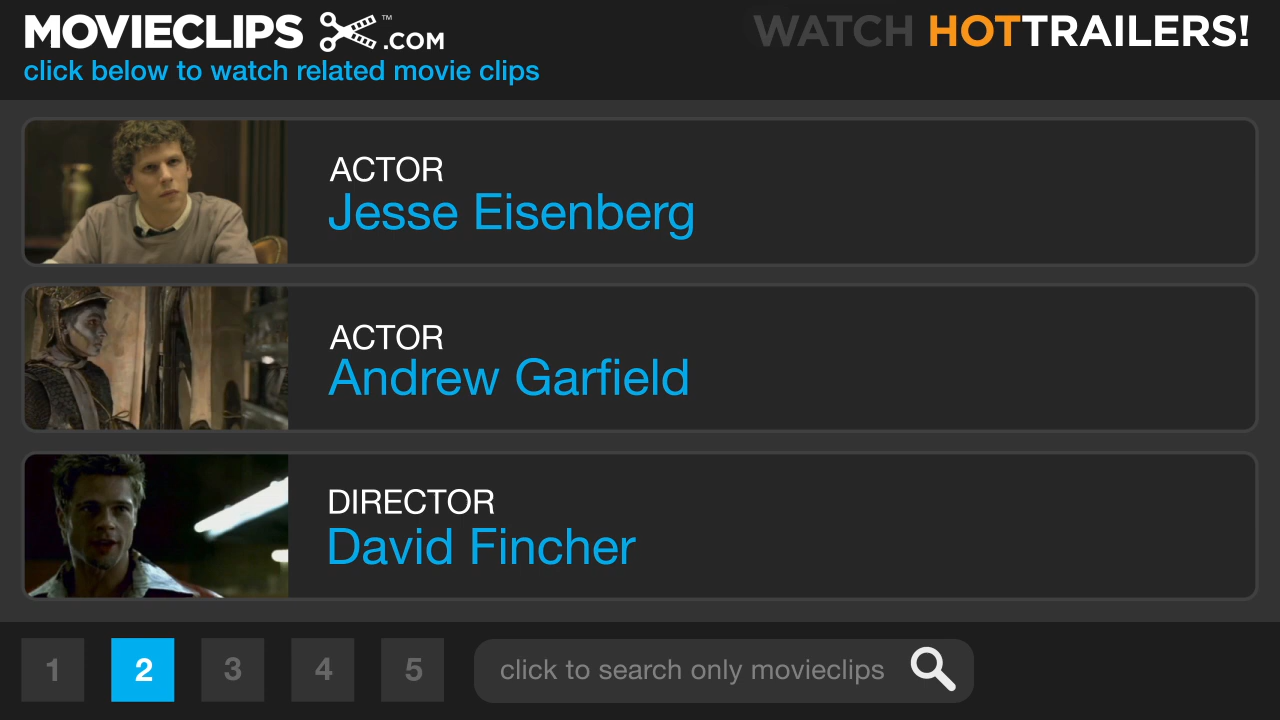 MOVIECLIPS ™ .COM
WATCH HOTTRAILERS!
click below to watch related movie clips
ACTOR
Jesse Eisenberg
ACTOR
Andrew Garfield
DIRECTOR
David Fincher
1 2 3 4 5 click to search only movieclips